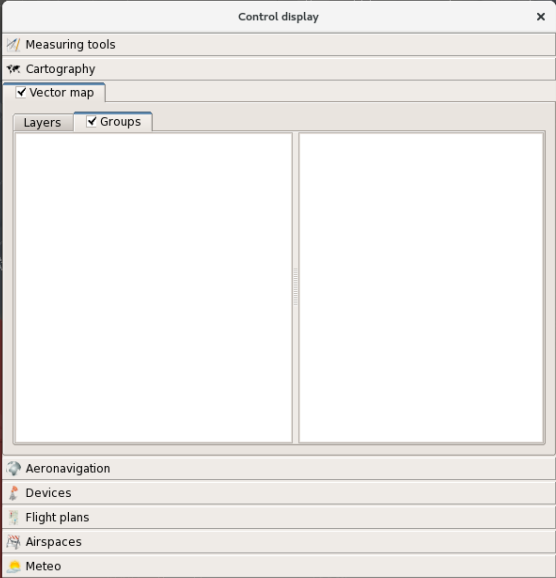 Control display
Measuring tools
Cartography
Vector map
Layers Groups
Aeronavigation
Devices
Flight plans
Airspaces
Meteo